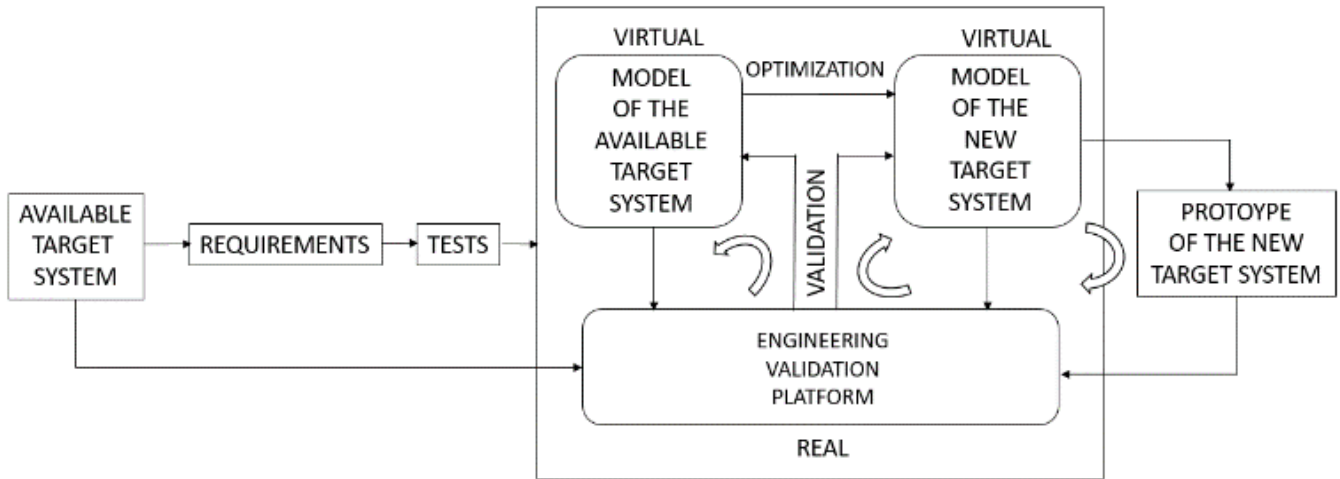 AVAILABLE
TARGET
SYSTEM
REQUIREMENTS
TESTS
VIRTUAL
MODEL
OF THE
AVAILABLE
TARGET
SYSTEM
OPTIMIZATION
VALIDATION
VIRTUAL
MODEL
OF THE
NEW
TARGET
SYSTEM
ENGINEERING
VALIDATION
PLATFORM
REAL
PROTOYPE
OF THE NEW
TARGET SYSTEM